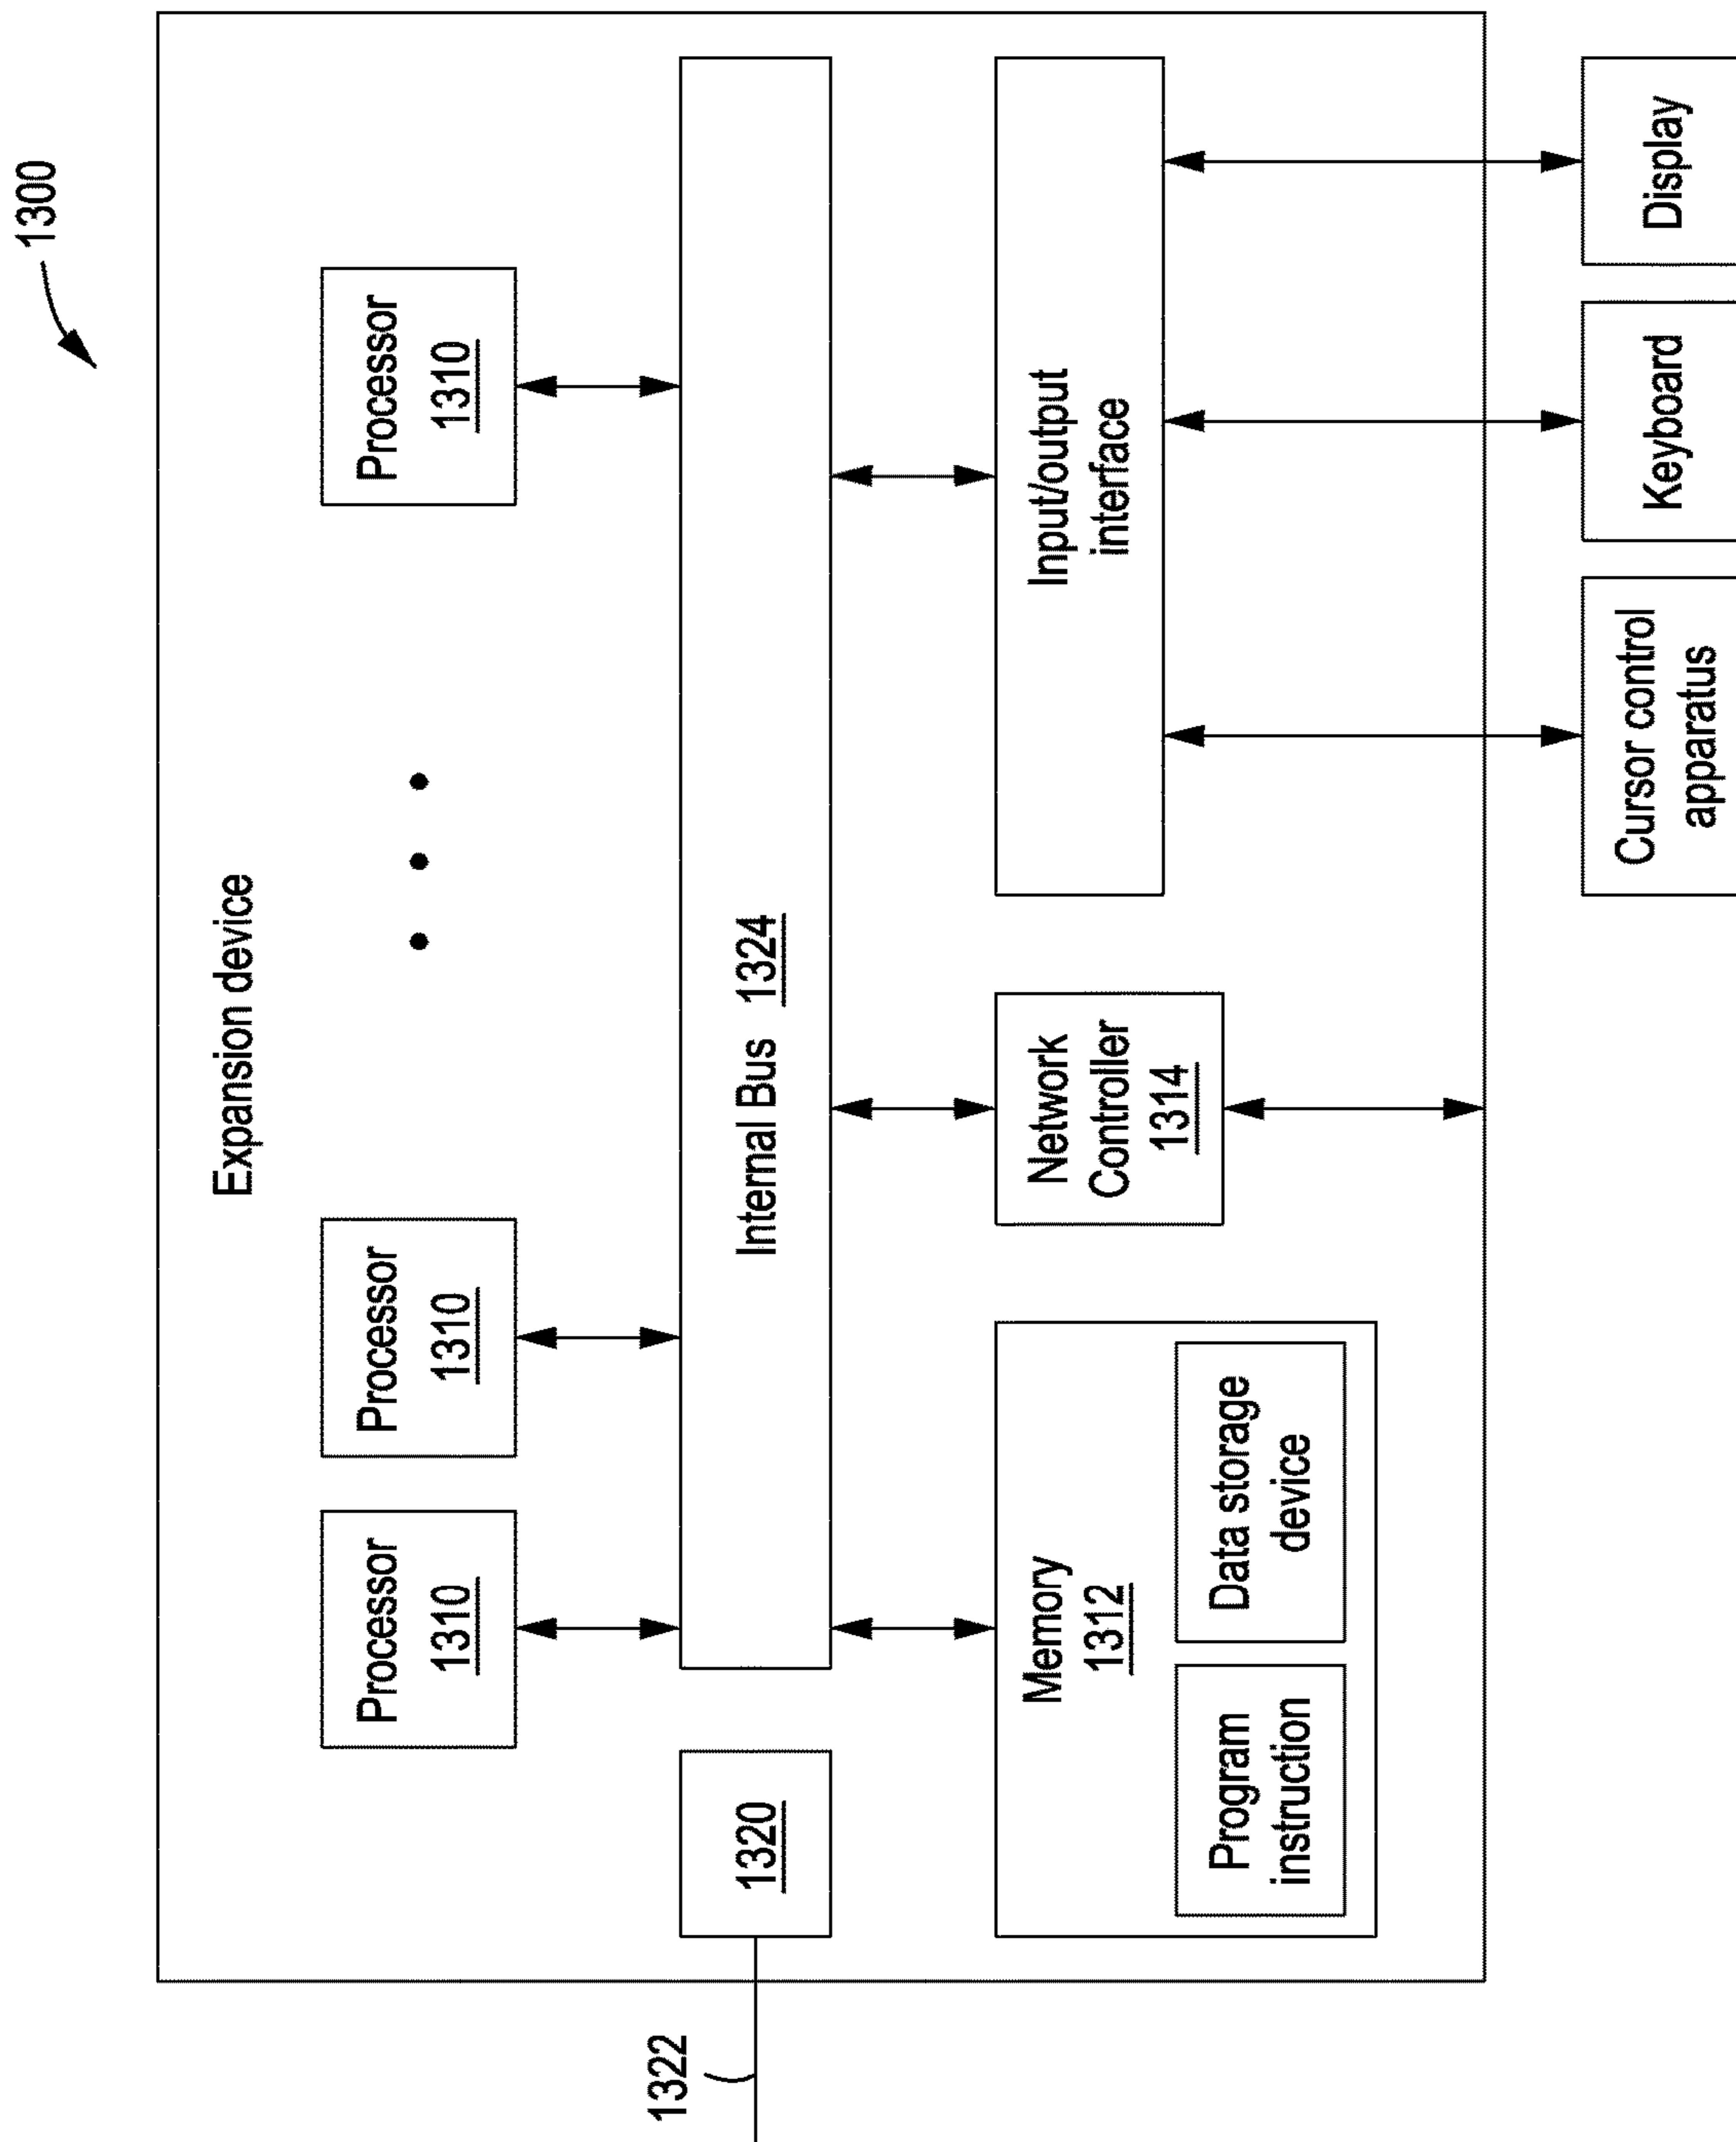 1300
Expansion device
Processor
1310
Processor
1310
Processor
1310
1322
1320
Internal Bus 1324
Memory
1312
Program
instruction
Data storage
device
Network
Controller
1314
Input/output
interface
Cursor control
apparatus
Keyboard
Display